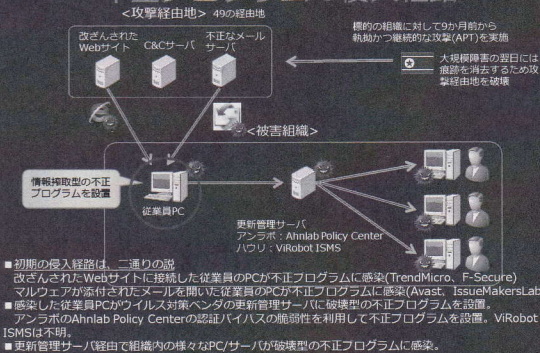 <攻撃経由地> 49の経由地
改ざんされた
Webサイト
C&Cサーバ
不正なメール
サーバ
標的の組織に対して9か月前から
執拗かつ継続的な攻撃(APT)を実施
大規模障害の翌日には
痕跡を消去するため攻
撃経由地を破壊
<被害組織>
情報搾取型の不正
プログラムを設置
従業員PC
更新管理サーバ
アンラボ：Ahnlab Policy Center
ハウリ：ViRobot ISMS
■初期の侵入経路は、二通りの説
改ざんされたWebサイトに接続した従業員のPCが不正プログラムに感染(TrendMicro、F-Secure)
マルウェアが添付されたメールを開いた従業員のPCが不正プログラムに感染(Avast、IssueMakersLab
■感染した従業員PCがウイルス対策ベンダの更新管理サーバに破壊型の不正プログラムを設置。
アンラボのAhnlab Policy Centerの認証バイパスの脆弱性を利用して不正プログラムを設置。ViRobot
ISMSは不明。
■更新管理サーバ経由で組織内の様々なPC/サーバが破壊型の不正プログラムに感染。